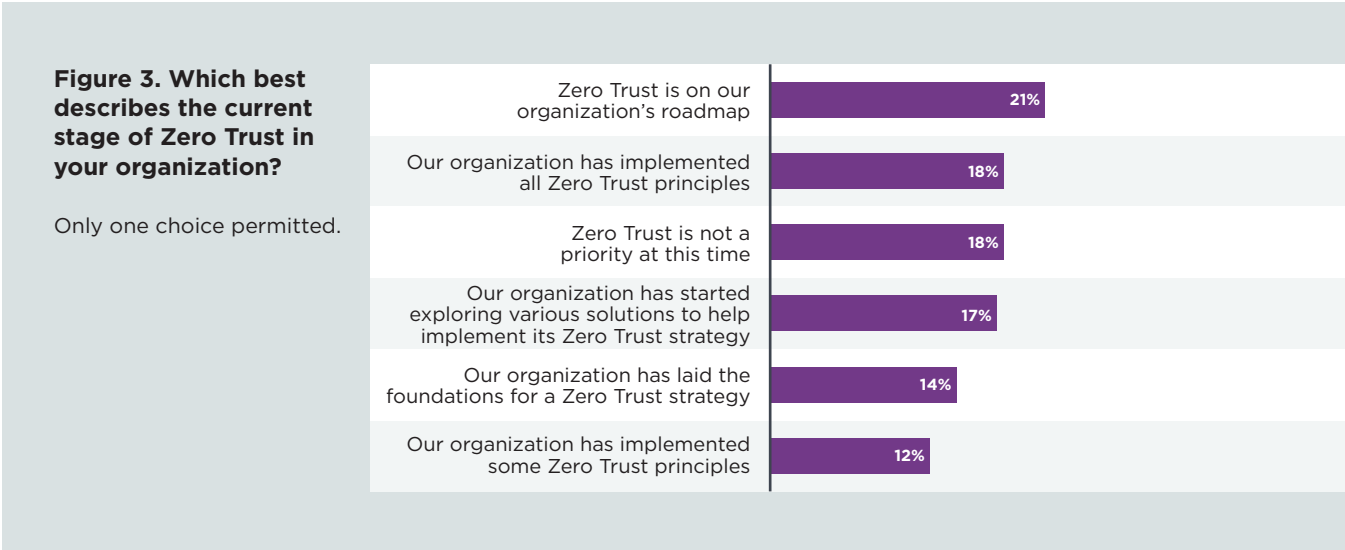 Figure 3. Which best
describes the current
stage of Zero Trust in
your organization?
Only one choice permitted.
Zero Trust is on our
organization’s roadmap
21%
Our organization has implemented
all Zero Trust principles
18%
Zero Trust is not a
priority at this time
18%
Our organization has started
exploring various solutions to help
implement its Zero Trust strategy
17%
Our organization has laid the
foundations for a Zero Trust strategy
14%
Our organization has implemented
some Zero Trust principles
12%